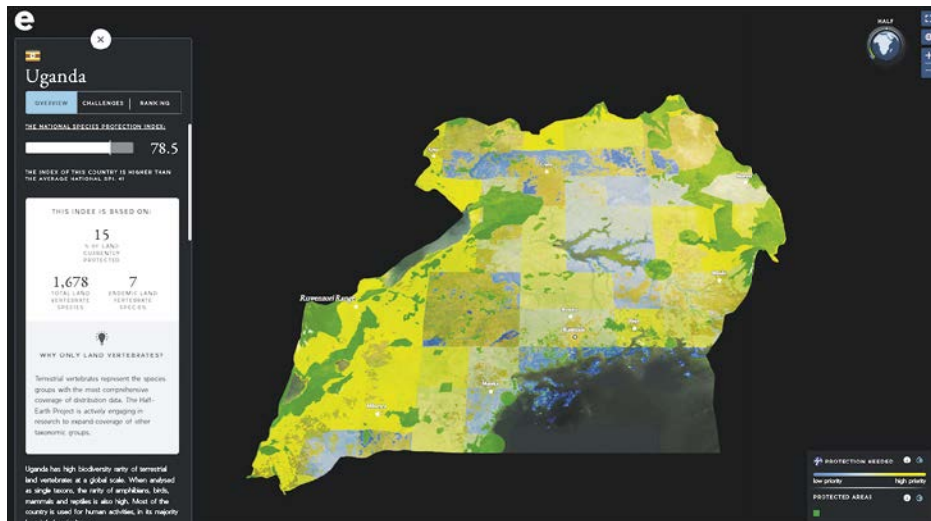 e
HALF
Uganda
OVERVIEW CHALLENGES RANKING
THE NATIONAL SPECIES PROTECTION INDEX:
78.5
THE INDEX OF THIS COUNTRY IS HIGHER THAN
THE AVERAGE NATIONAL SPI,
THIS INDEX IS BASED ON:
15
% OF LAND
CURRENTLY
PROTECTED
1,678 7
TOTAL LAND ENDEMIC LAND
VERTEBRATE VERTEBRATE
SPECIES SPECIES
WHY ONLY LAND VERTEBRATES?
Terrestrial vertebrates represent the species
groups with the most comprehensive
coverage of distribution data. The Half-
Earth Project is actively engaging in
research to expand coverage of other
taxonomic groups.
Uganda has high biodiversity rarity of terrestrial
land vertebrates at a global scale. When analysed
as single taxons, the rarity of amphibians, birds,
mammals and reptiles is also high. Most of the
country is used for human activities, in its majority
Ruwenzori Range
Kampala
PROTECTION NEEDED
low priority high priority
PROTECTED AREAS